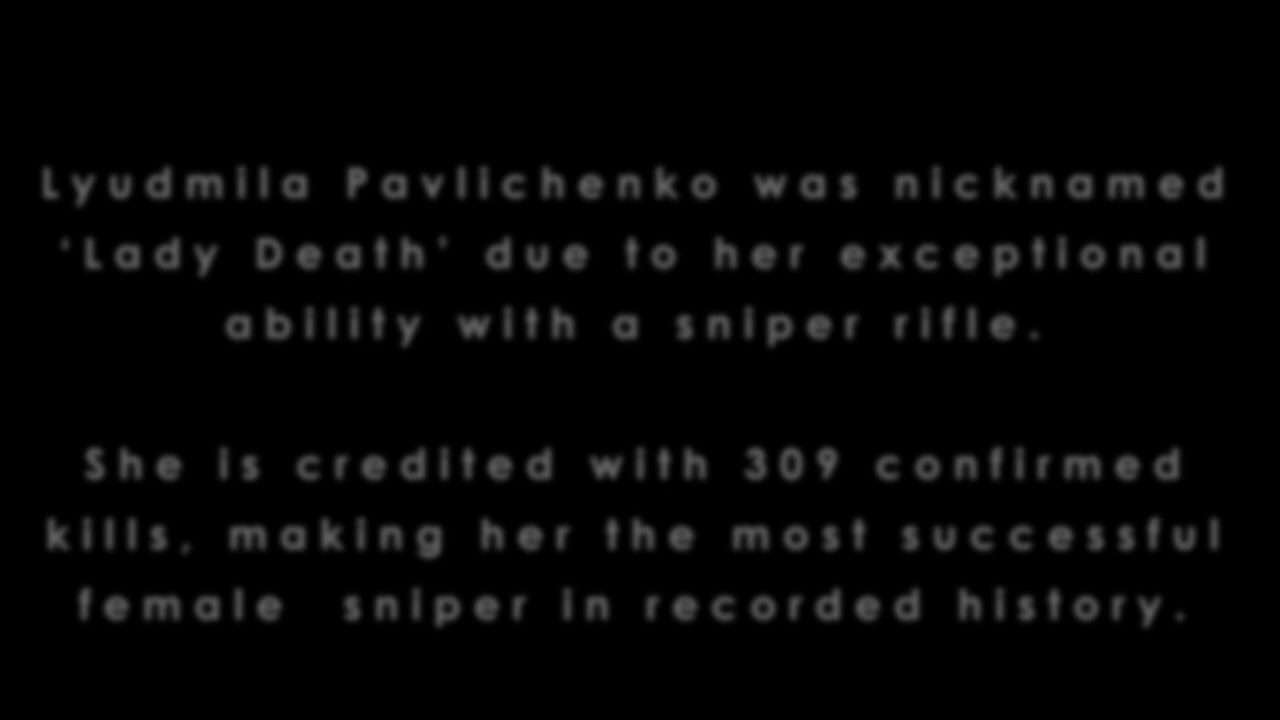 Lyudmila Pavlichenko was nicknamed
‘Lady Death’ due to her exceptional
ability with a sniper rifle.
She is credited with 309 confirmed
kills, making her the most successful
female sniper in recorded history.